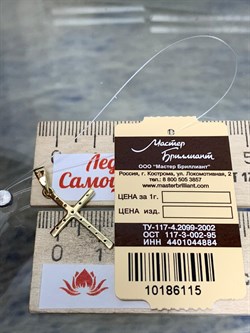 Мастер
Бриллиант
ООО "Мастер Бриллиант"
Россия, г. Кострома, ул. Локомотивная, 2
тел.: 8 800 505 3857
www.masterbrilliant.com
ЦЕНА за 1г.
ЦЕНА изд.
ТУ-117-4.2099-2002
ОСТ 117-3-002-95
ИНН 4401044884
10186115
Лед
Самоц